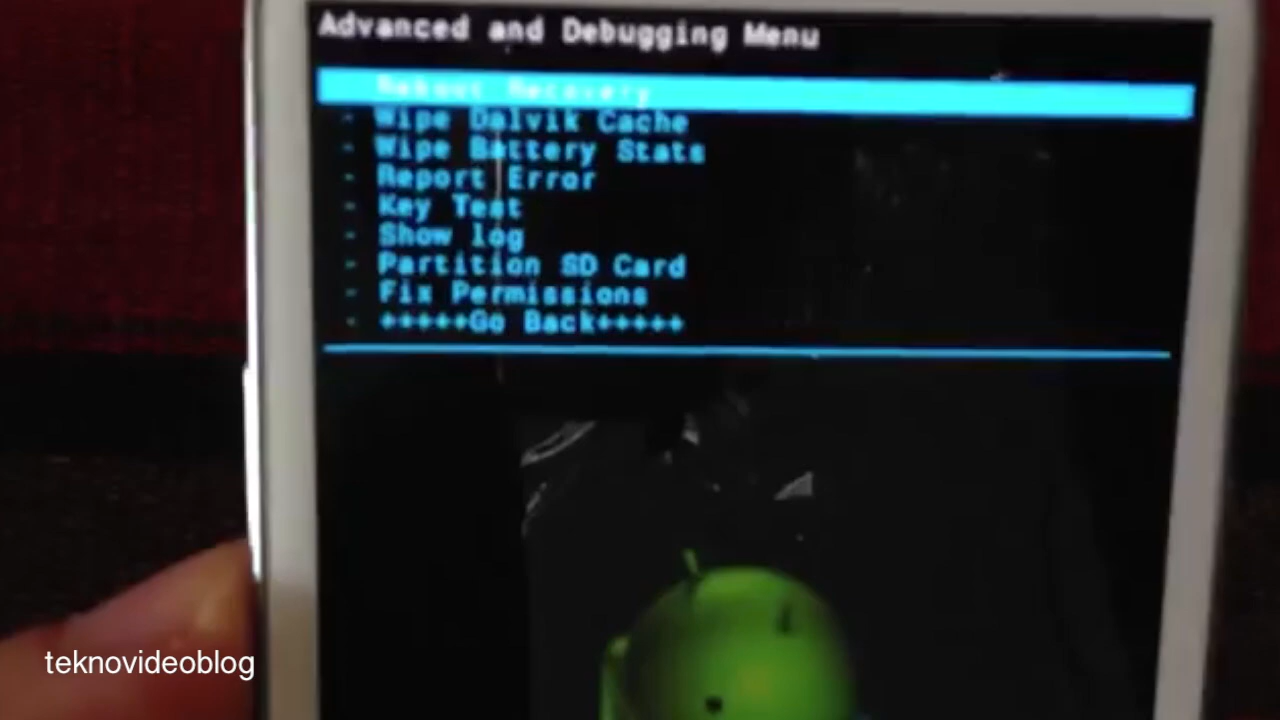 Advanced and Debugging Menu
Reboot Recovery
- Wipe Dalvik Cache
- Wipe Battery Stats
- Report Error
- Key Test
- Show log
- Partition SD Card
- Fix Permissions
- +++++Go Back+++++
teknovideoblog